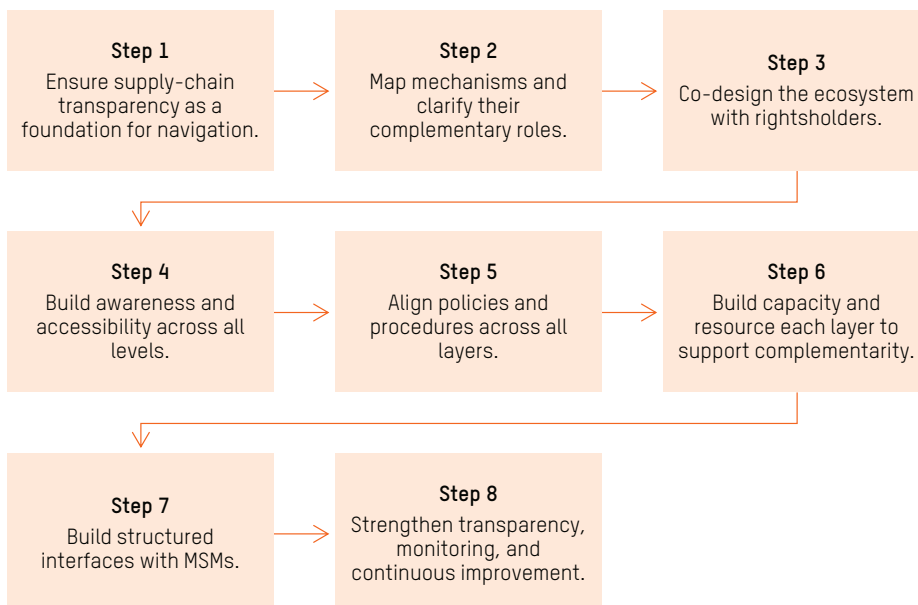 Step 1
Ensure supply-chain
transparency as a
foundation for navigation.
Step 2
Map mechanisms and
clarify their
complementary roles.
Step 3
Co-design the ecosystem
with rightsholders.
Step 4
Build awareness and
accessibility across all
levels.
Step 5
Align policies and
procedures across all
layers.
Step 6
Build capacity and
resource each layer to
support complementarity.
Step 7
Build structured
interfaces with MSMs.
Step 8
Strengthen transparency,
monitoring, and
continuous improvement.